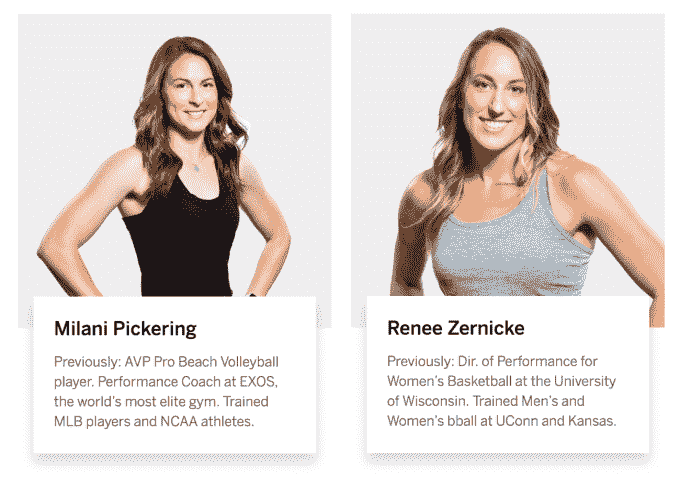 Milani Pickering
Previously: AVP Pro Beach Volleyball
player. Performance Coach at EXOS,
the world's most elite gym. Trained
MLB players and NCAA athletes.
Renee Zernicke
Previously: Dir. of Performance for
Women's Basketball at the University
of Wisconsin. Trained Men's and
Women's bball at UConn and Kansas.